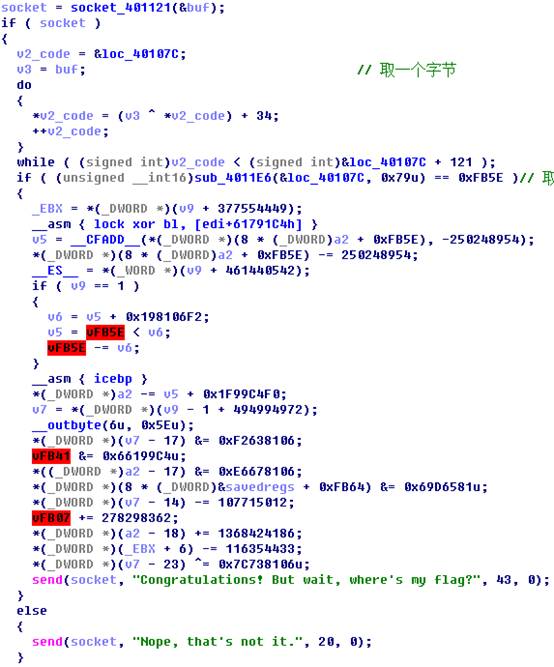 socket = socket_401121(&buf);
if ( socket )
{
v2_code = &loc_40107C;
v3 = buf; // 取一个字节
do
{
*v2_code = (v3 ^ *v2_code) + 34;
++v2_code;
}
while ( (signed int)v2_code < (signed int)&loc_40107C + 121 );
if ( (unsigned __int16)sub_4011E6(&loc_40107C, 0x79u) == 0xFB5E )// 取
{
_EBX = *(_DWORD *)(v9 + 377554449);
__asm { lock xor bl, [edi+61791C4h] }
v5 = __CFADD__(*(_DWORD *)(8 * (_DWORD)a2 + 0xFB5E), -250248954);
*(_DWORD *)(8 * (_DWORD)a2 + 0xFB5E) -= 250248954;
__ES__ = *(_WORD *)(v9 + 461440542);
if ( v9 == 1 )
{
v6 = v5 + 0x198106F2;
v5 = vFB5E < v6;
vFB5E -= v6;
}
__asm { icebp }
*(_DWORD *)a2 -= v5 + 0x1F99C4F0;
v7 = *(_DWORD *)(v9 - 1 + 494994972);
__outbyte(6u, 0x5Eu);
*(_DWORD *)(v7 - 17) &= 0xF2638106;
vFB41 &= 0x66199C4u;
*((_DWORD *)a2 - 17) &= 0xE6678106;
*(_DWORD *)(8 * (_DWORD)&savedregs + 0xFB64) &= 0x69D6581u;
*(_DWORD *)(v7 - 14) -= 107715012;
vFB07 += 278298362;
*(_DWORD *)(a2 - 18) += 1368424186;
*(_DWORD *)(_EBX + 6) -= 116354433;
*(_DWORD *)(v7 - 23) ^= 0x7C738106u;
send(socket, "Congratulations! But wait, where's my flag?", 43, 0);
}
else
{
send(socket, "Nope, that's not it.", 20, 0);
}